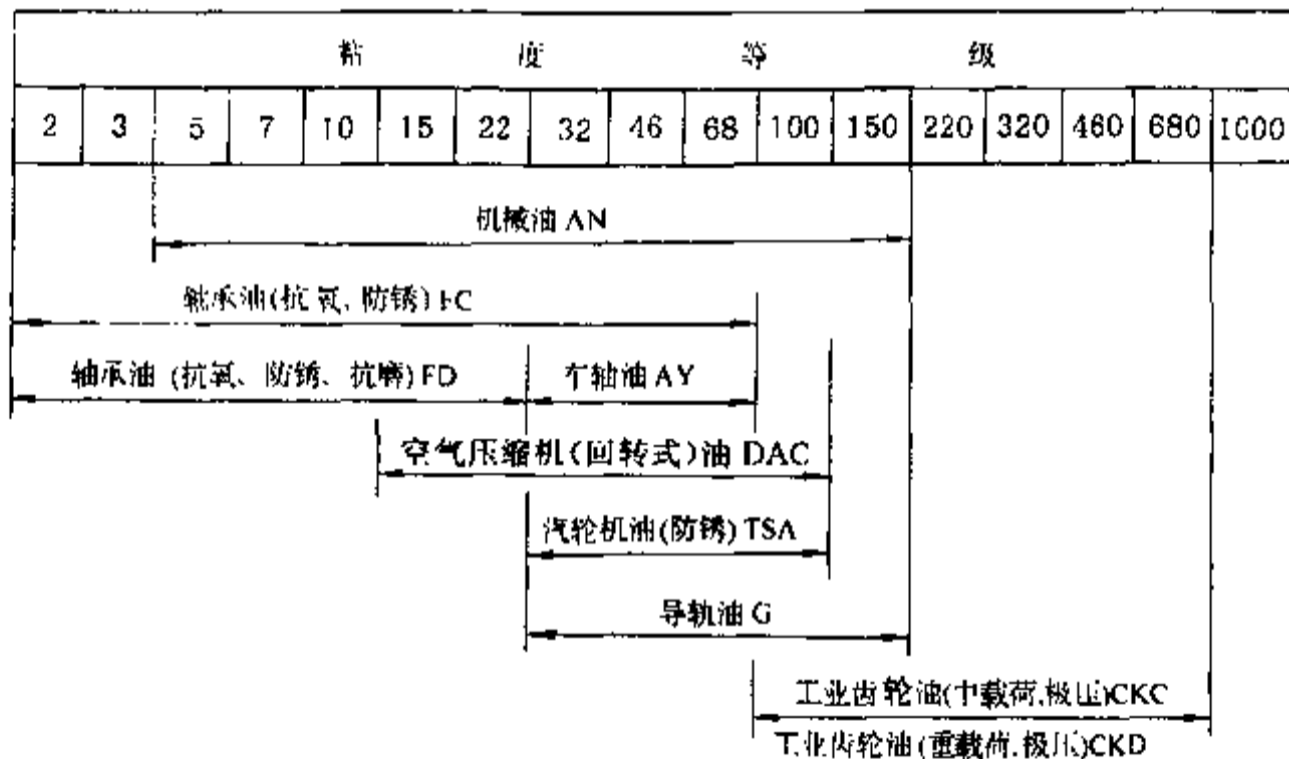 粘度等级
2 3 5 7 10 15 22 32 46 68 100 150 220 320 460 680 1000
机械油 AN
轴承油(抗氧、防锈) FC
轴承油 (抗氧、防锈、抗磨) FD 车轴油 AY
空气压缩机(回转式)油 DAC
汽轮机油(防锈) TSA
导轨油 G
工业齿轮油(中载荷.极压)CKC
工业齿轮油(重载荷.极压)CKD